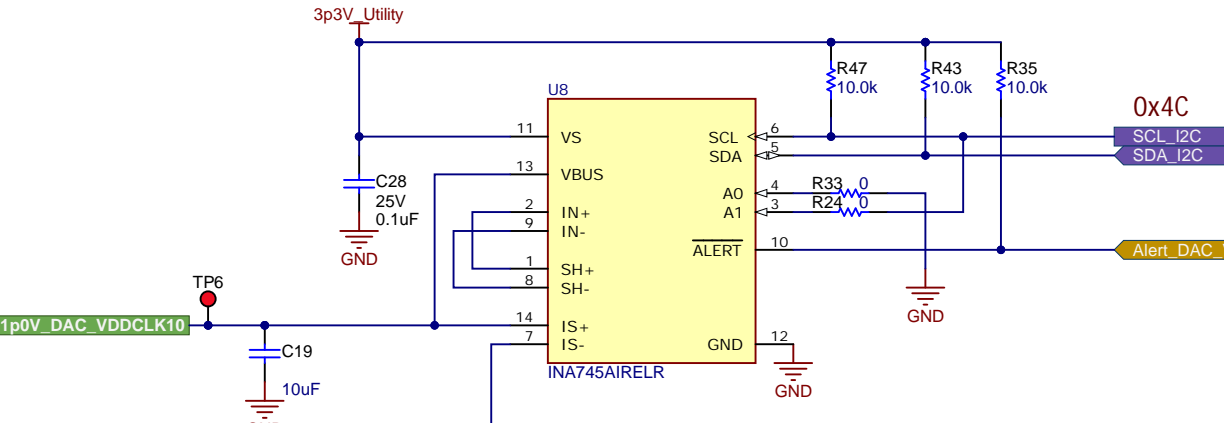 3p3V_Utility
R47
10.0k
R43
10.0k
R35
10.0k
0x4C
U8
11
VS
SCL
6
SCL_I2C
SDA
5
SDA_I2C
13
VBUS
A0
4
R33
0
A1
3
R24
0
C28
25V
0.1uF
GND
2
IN+
9
IN-
ALERT
10
Alert_DAC_
1
SH+
8
SH-
GND
TP6
1p0V_DAC_VDDCLK10
14
IS+
7
IS-
GND
12
GND
C19
10uF
INA745AIRELR